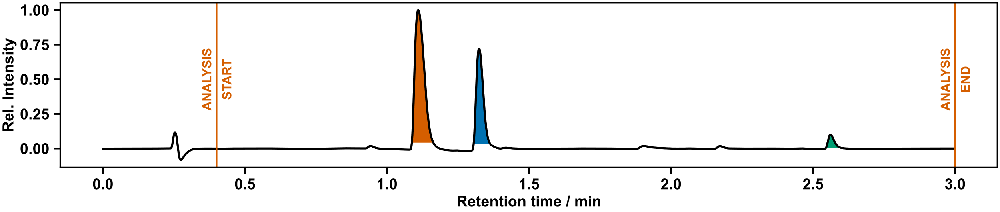 Rel. Intensity
1.00
0.75
0.50
0.25
0.00
ANALYSIS
START
ANALYSIS
END
0.0 0.5 1.0 1.5 2.0 2.5 3.0
Retention time / min